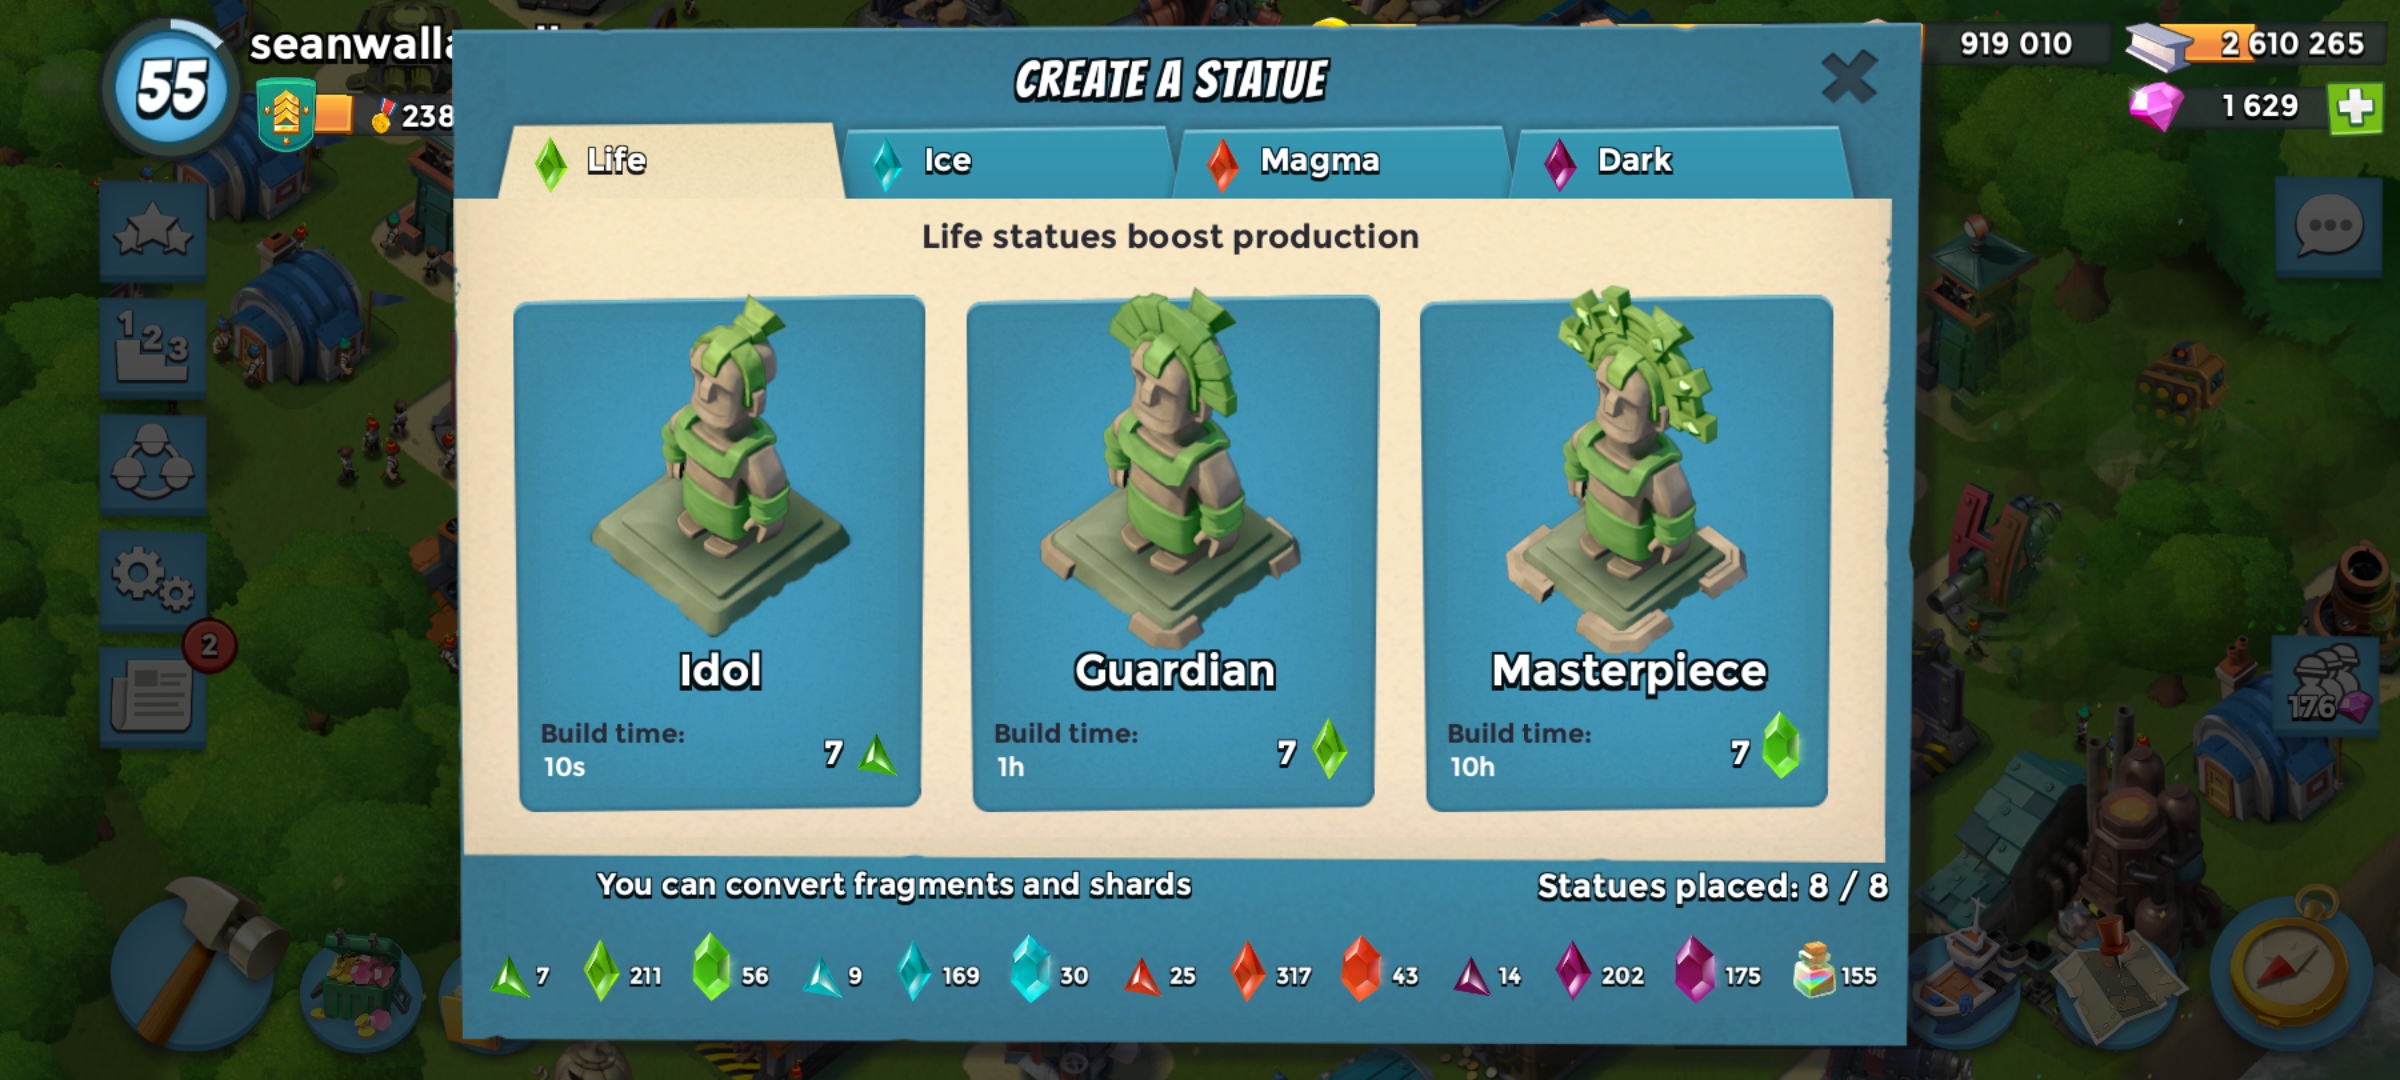 55
238
919 010
2 610 265
1 629
CREATE A STATUE
Life
Ice
Magma
Dark
Life statues boost production
123
2
Idol
Build time:
10s
7
Guardian
Build time:
1h
7
Masterpiece
Build time:
10h
7
176
You can convert fragments and shards
Statues placed: 8 / 8
7
211
56
9
169
30
25
317
43
14
202
175
155